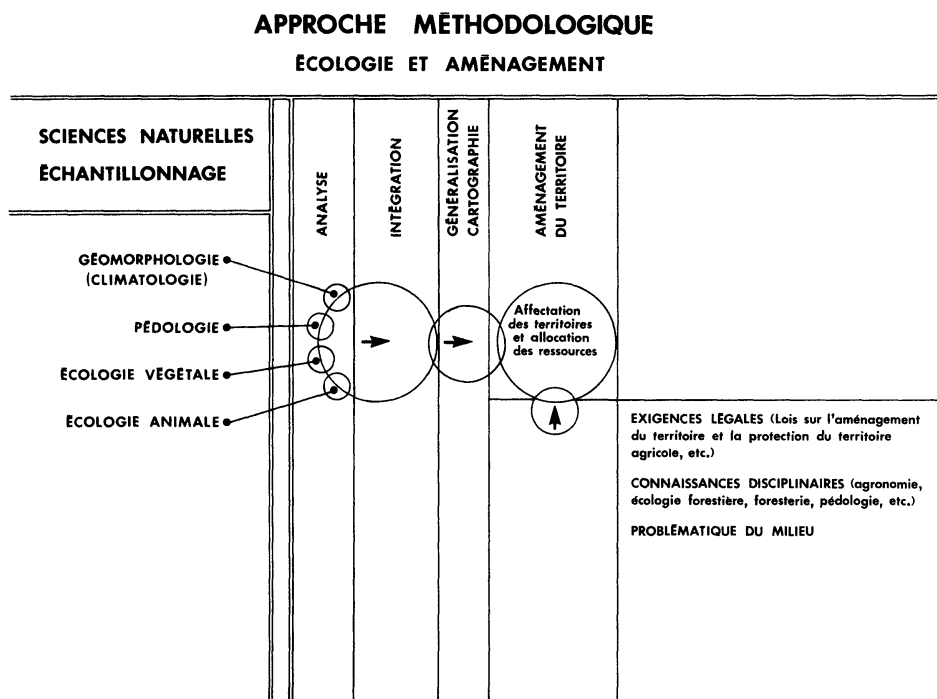 APPROCHE MÉTHODOLOGIQUE
ÉCOLOGIE ET AMÉNAGEMENT
SCIENCES NATURELLES
ÉCHANTILLONNAGE
ANALYSE
INTÉGRATION
GÉNÉRALISATION
CARTOGRAPHIE
AMÉNAGEMENT
DU TERRITOIRE
GÉOMORPHOLOGIE
(CLIMATOLOGIE)
PÉDOLOGIE
ÉCOLOGIE VÉGÉTALE
ÉCOLOGIE ANIMALE
Affectation
des territoires
et allocation
des ressources
EXIGENCES LÉGALES (Lois sur l'aménagement
du territoire et la protection du territoire
agricole, etc.)
CONNAISSANCES DISCIPLINAIRES (agronomie,
écologie forestière, foresterie, pédologie, etc.)
PROBLÉMATIQUE DU MILIEU